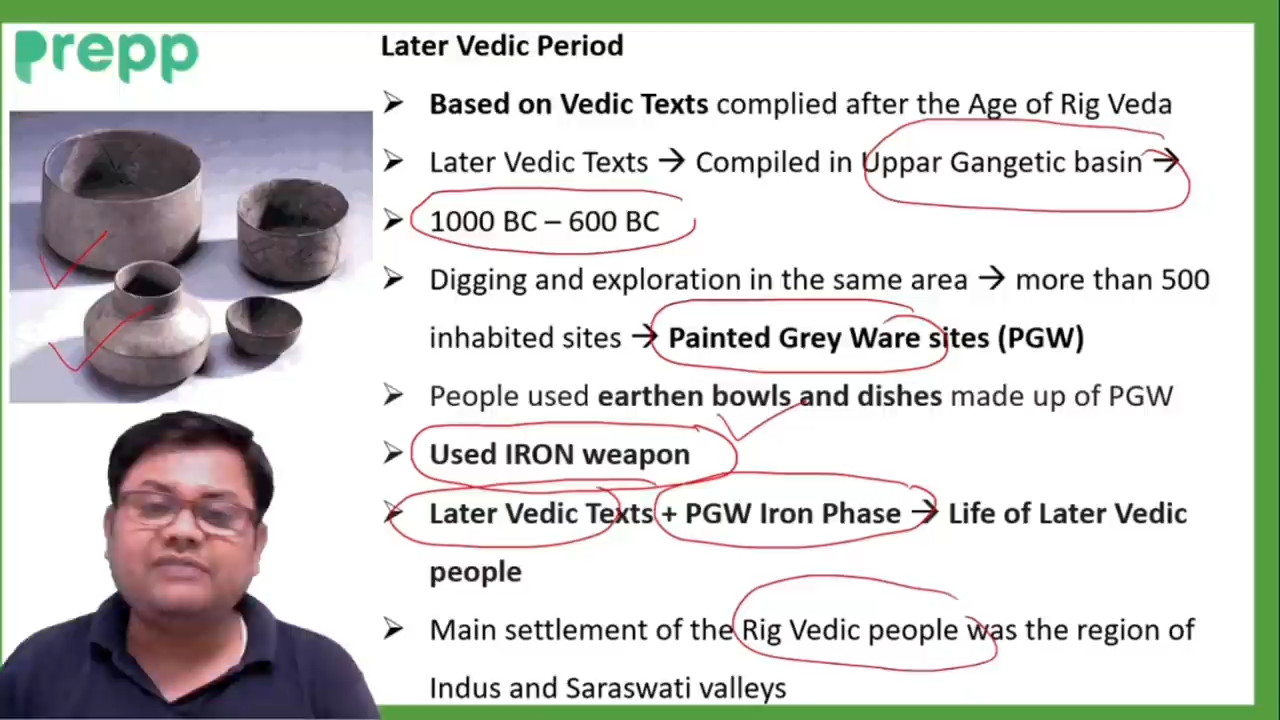 prepp
Later Vedic Period
➢ Based on Vedic Texts complied after the Age of Rig Veda
➢ Later Vedic Texts → Compiled in Uppar Gangetic basin →
➢ 1000 BC – 600 BC
➢ Digging and exploration in the same area → more than 500
inhabited sites → Painted Grey Ware sites (PGW)
➢ People used earthen bowls and dishes made up of PGW
➢ Used IRON weapon
➢ Later Vedic Texts + PGW Iron Phase → Life of Later Vedic
people
➢ Main settlement of the Rig Vedic people was the region of
Indus and Saraswati valleys